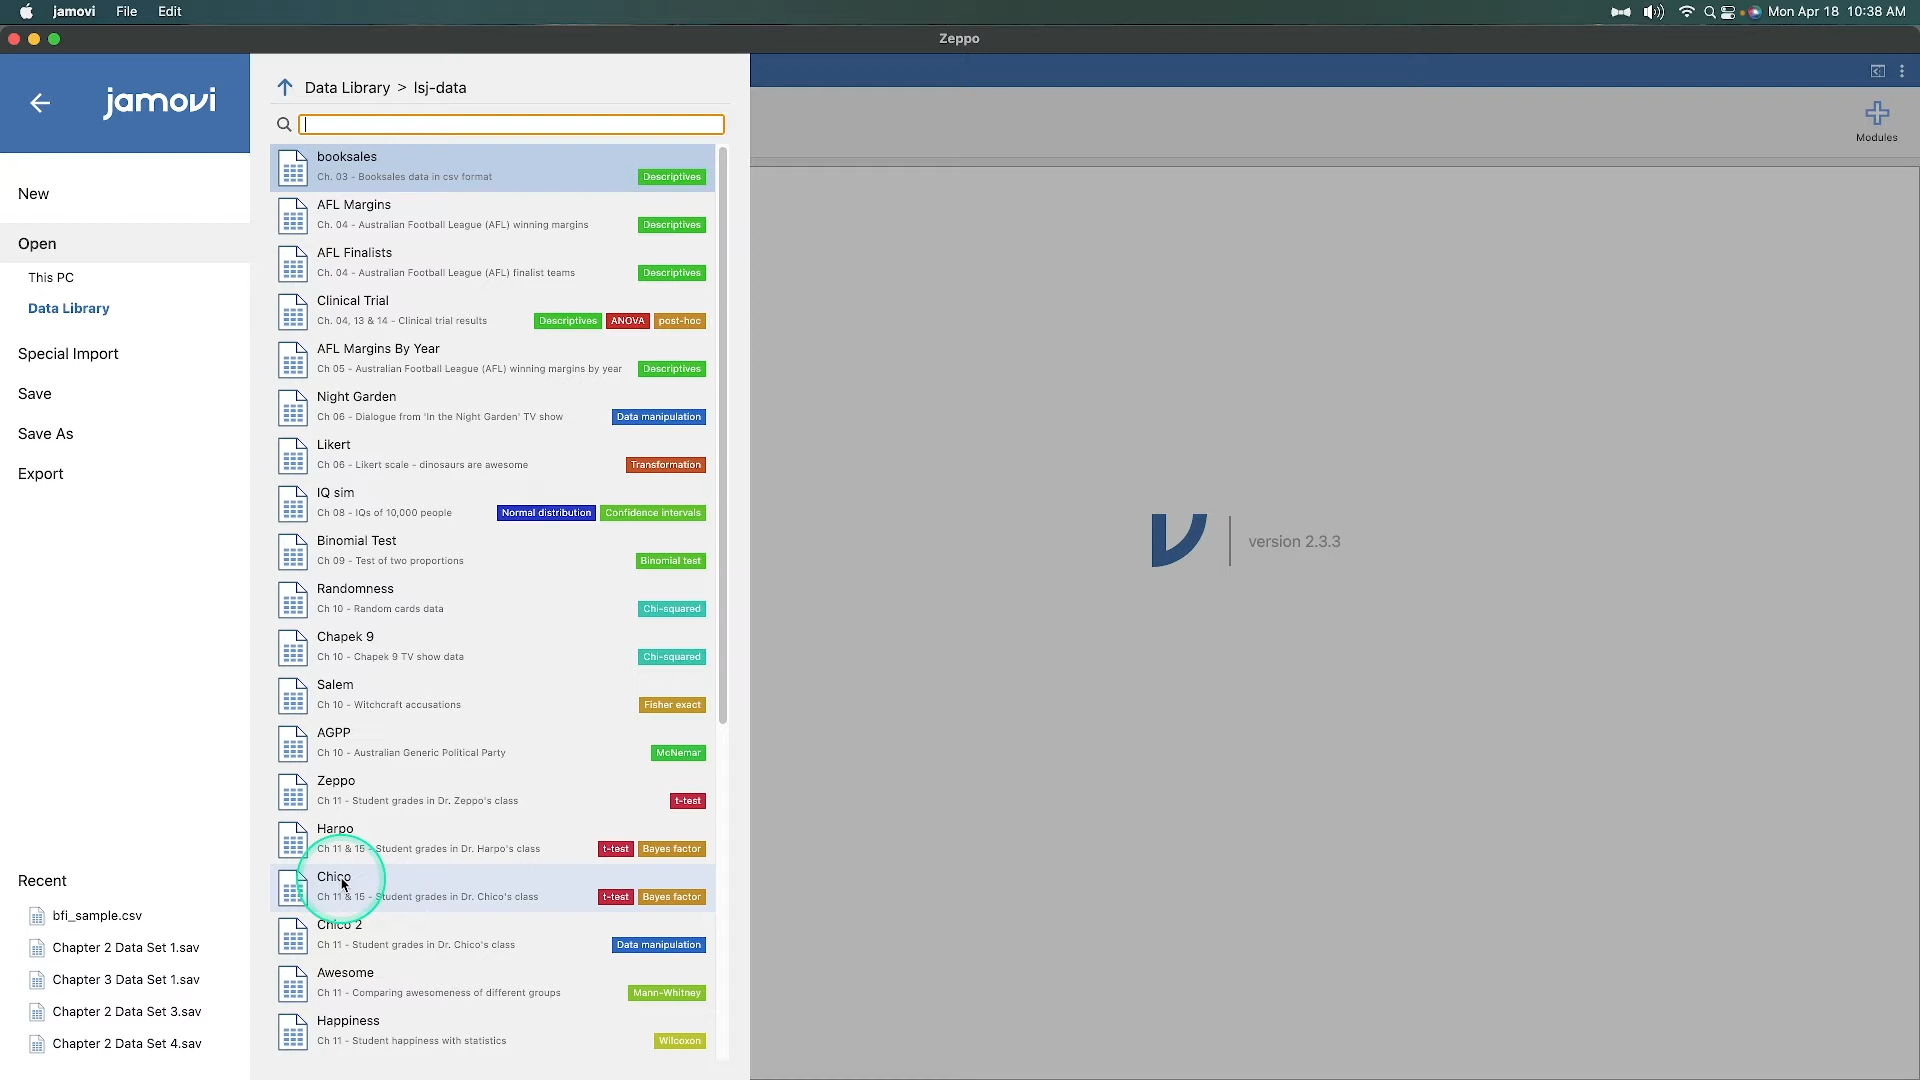 jamovi File Edit Mon Apr 18 10:38 AM
Zeppo
jamovi
New
Open
This PC
Data Library
Special Import
Save
Save As
Export
Recent
bfi_sample.csv
Chapter 2 Data Set 1.sav
Chapter 3 Data Set 1.sav
Chapter 2 Data Set 3.sav
Chapter 2 Data Set 4.sav
Data Library > lsj-data
booksales
Ch. 03 - Booksales data in csv format Descriptives
AFL Margins
Ch. 04 - Australian Football League (AFL) winning margins Descriptives
AFL Finalists
Ch. 04 - Australian Football League (AFL) finalist teams Descriptives
Clinical Trial
Ch. 04, 13 & 14 - Clinical trial results Descriptives ANOVA post-hoc
AFL Margins By Year
Ch 05 - Australian Football League (AFL) winning margins by year Descriptives
Night Garden
Ch 06 - Dialogue from 'In the Night Garden' TV show Data manipulation
Likert
Ch 06 - Likert scale - dinosaurs are awesome Transformation
IQ sim
Ch 08 - IQs of 10,000 people Normal distribution Confidence intervals
Binomial Test
Ch 09 - Test of two proportions Binomial test
Randomness
Ch 10 - Random cards data Chi-squared
Chapek 9
Ch 10 - Chapek 9 TV show data Chi-squared
Salem
Ch 10 - Witchcraft accusations Fisher exact
AGPP
Ch 10 - Australian Generic Political Party McNemar
Zeppo
Ch 11 - Student grades in Dr. Zeppo's class t-test
Harpo
Ch 11 & 15 - Student grades in Dr. Harpo's class t-test Bayes factor
Chico
Ch 11 & 15 - Student grades in Dr. Chico's class t-test Bayes factor
Chico 2
Ch 11 - Student grades in Dr. Chico's class Data manipulation
Awesome
Ch 11 - Comparing awesomeness of different groups Mann-Whitney
Happiness
Ch 11 - Student happiness with statistics Wilcoxon
Modules
version 2.3.3